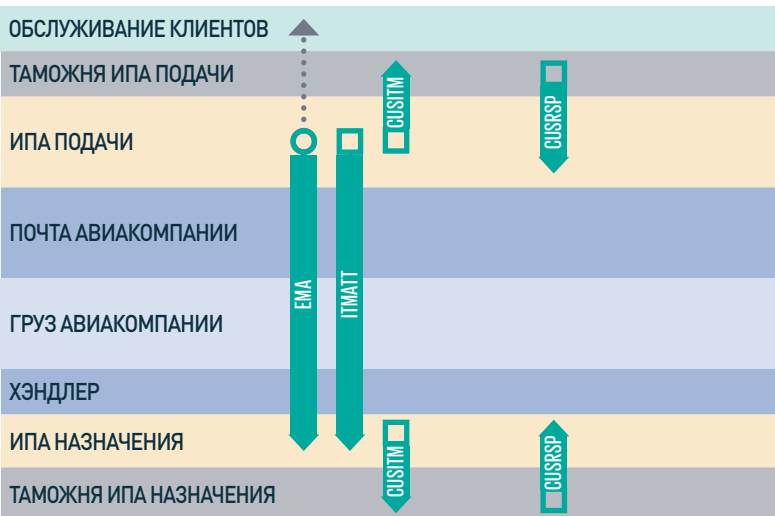 ОБСЛУЖИВАНИЕ КЛИЕНТОВ
ТАМОЖНЯ ИПА ПОДАЧИ
CUSITM
CUSRSP
ИПА ПОДАЧИ
ПОЧТА АВИАКОМПАНИИ
EMA
ITMATT
ГРУЗ АВИАКОМПАНИИ
ХЭНДЛЕР
ИПА НАЗНАЧЕНИЯ
CUSITM
CUSRSP
ТАМОЖНЯ ИПА НАЗНАЧЕНИЯ